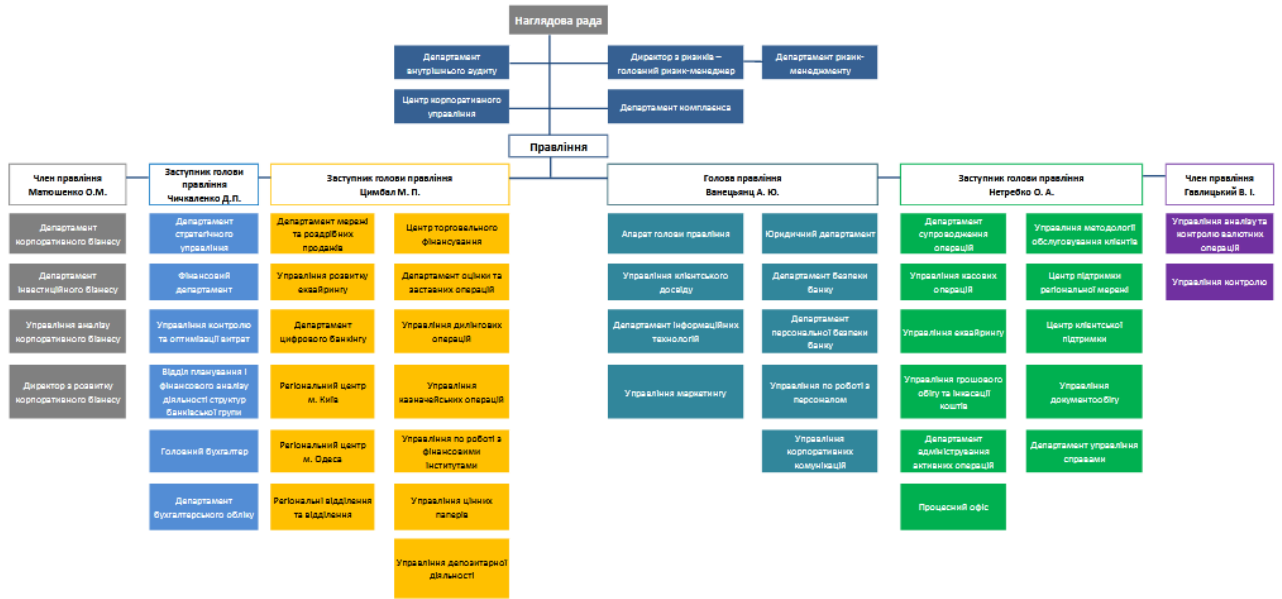 Наглядова рада
Департамент
внутрішнього аудиту
Директор з ризиків –
головний ризик-менеджер
Департамент ризик-
менеджменту
Центр корпоративного
управління
Департамент комплаєнса
Правління
Член правління
Матюшенко О.М.
Заступник голови
правління
Чичкаленко Д.П.
Заступник голови правління
Цимбал М. П.
Голова правління
Ванецьянц А. Ю.
Заступник голови правління
Нетребко О. А.
Член правління
Гавлицький В. І.
Департамент
корпоративного бізнесу
Департамент
інвестиційного бізнесу
Управління аналізу
корпоративного бізнесу
Директор з розвитку
корпоративного бізнесу
Департамент
стратегічного
управління
Фінансовий
департамент
Управління контролю
та оптимізації витрат
Відділ планування і
фінансового аналізу
діяльності структур
банківської групи
Головний бухгалтер
Департамент
бухгалтерського обліку
Департамент мережі
та роздрібних
продажів
Управління розвитку
еквайрингу
Департамент
цифрового банкінгу
Регіональний центр
м. Київ
Регіональний центр
м. Одеса
Регіональні відділення
та відділення
Центр торговельного
фінансування
Департамент оцінки та
заставних операцій
Управління дилінгових
операцій
Управління
казначейських операцій
Управління по роботі з
фінансовими
інститутами
Управління цінних
паперів
Управління депозитарної
діяльності
Апарат голови правління
Управління клієнтського
досвіду
Департамент інформаційних
технологій
Управління маркетингу
Юридичний департамент
Департамент безпеки
банку
Департамент
персональної безпеки
банку
Управління по роботі з
персоналом
Управління
корпоративних
комунікацій
Департамент
супроводження
операцій
Управління касових
операцій
Управління еквайрингу
Управління грошового
обігу та інкасації
коштів
Департамент
адміністрування
активних операцій
Процесний офіс
Управлння методології
обслуговування клієнтів
Центр підтримки
регіональної мережі
Центр клієнтської
підтримки
Управління
документообігу
Департамент управління
справами
Управління аналізу та
контролю валютних
операцій
Управління контролю